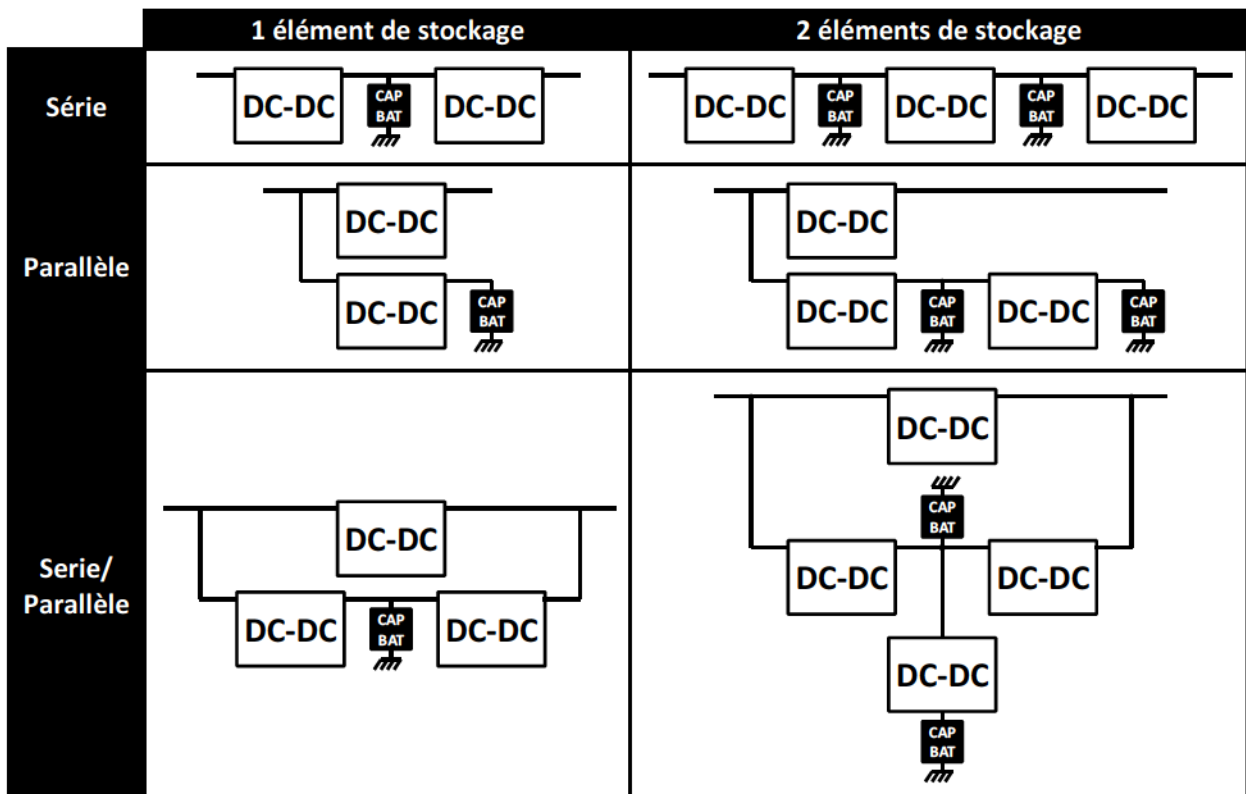 1 élément de stockage
2 éléments de stockage
Série
DC-DC
CAP
BAT
DC-DC
DC-DC
CAP
BAT
DC-DC
CAP
BAT
DC-DC
Parallèle
DC-DC
DC-DC
CAP
BAT
DC-DC
DC-DC
CAP
BAT
DC-DC
CAP
BAT
Serie/
Parallèle
DC-DC
DC-DC
CAP
BAT
DC-DC
DC-DC
CAP
BAT
DC-DC
DC-DC
DC-DC
CAP
BAT